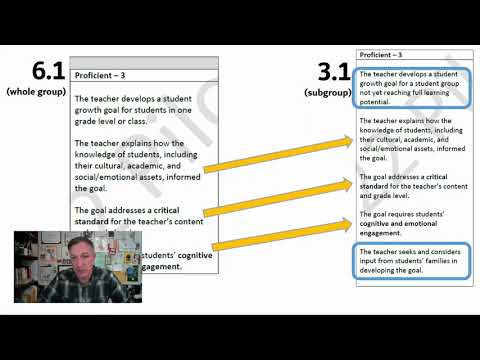 6.1
(whole group)
Proficient – 3
The teacher develops a student
growth goal for students in one
grade level or class.
The teacher explains how the
knowledge of students, including
their cultural, academic, and
social/emotional assets, informed
the goal.
The goal addresses a critical
standard for the teacher's content
students' cognitive
engagement.
3.1
(subgroup)
Proficient – 3
The teacher develops a student
growth goal for a student group
not yet reaching full learning
potential.
The teacher explains how the
knowledge of students, including
their cultural, academic, and
social/emotional assets, informed
the goal.
The goal addresses a critical
standard for the teacher's content
and grade level.
The goal requires students'
cognitive and emotional
engagement.
The teacher seeks and considers
input from students' families in
developing the goal.